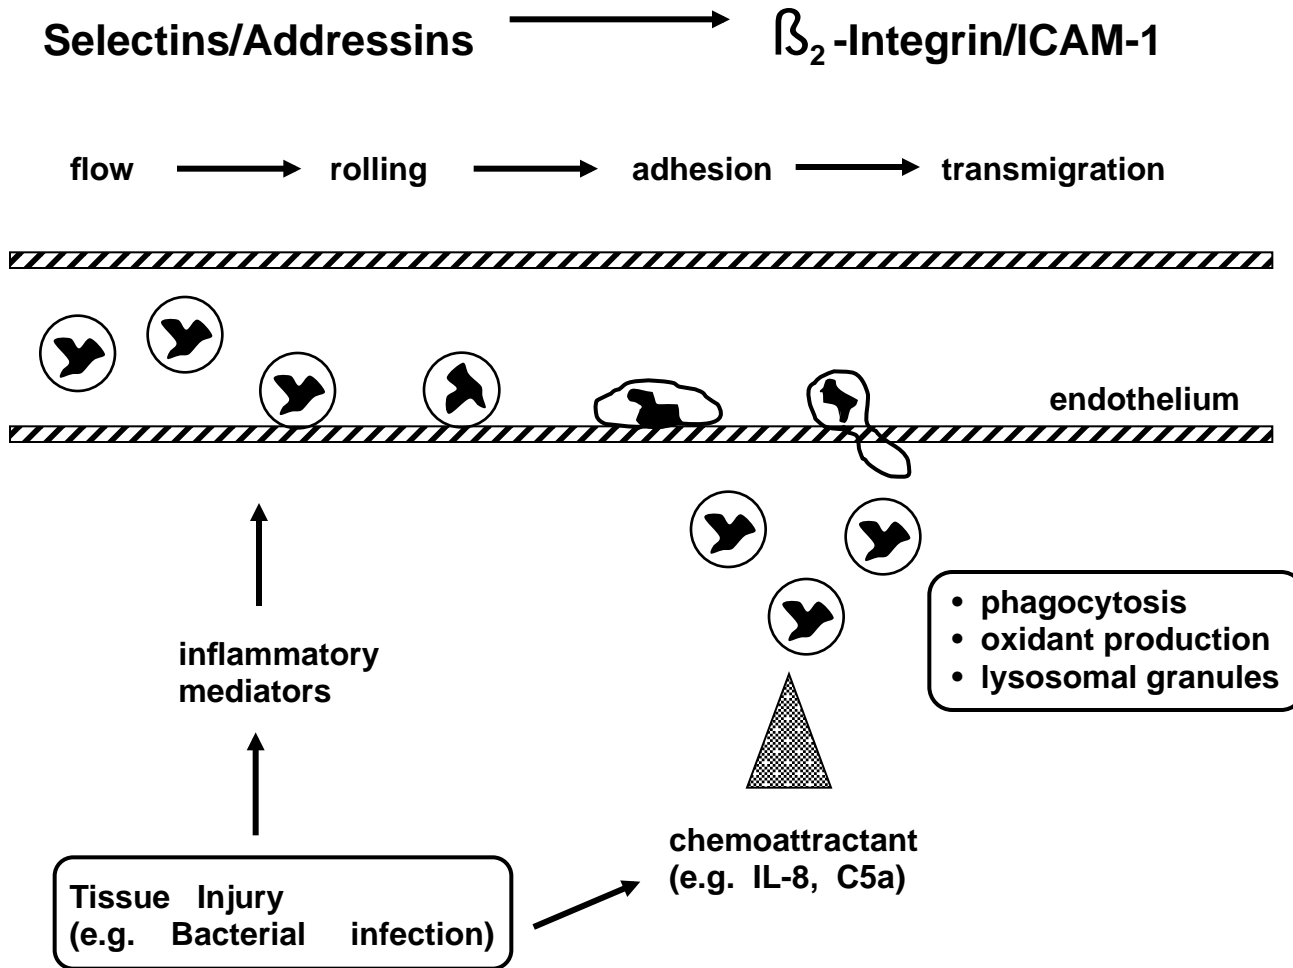 Selectins/Addressins
ß2-Integrin/ICAM-1
flow rolling adhesion transmigration
endothelium
• phagocytosis
• oxidant production
• lysosomal granules
inflammatory
mediators
chemoattractant
(e.g. IL-8, C5a)
Tissue Injury
(e.g. Bacterial infection)